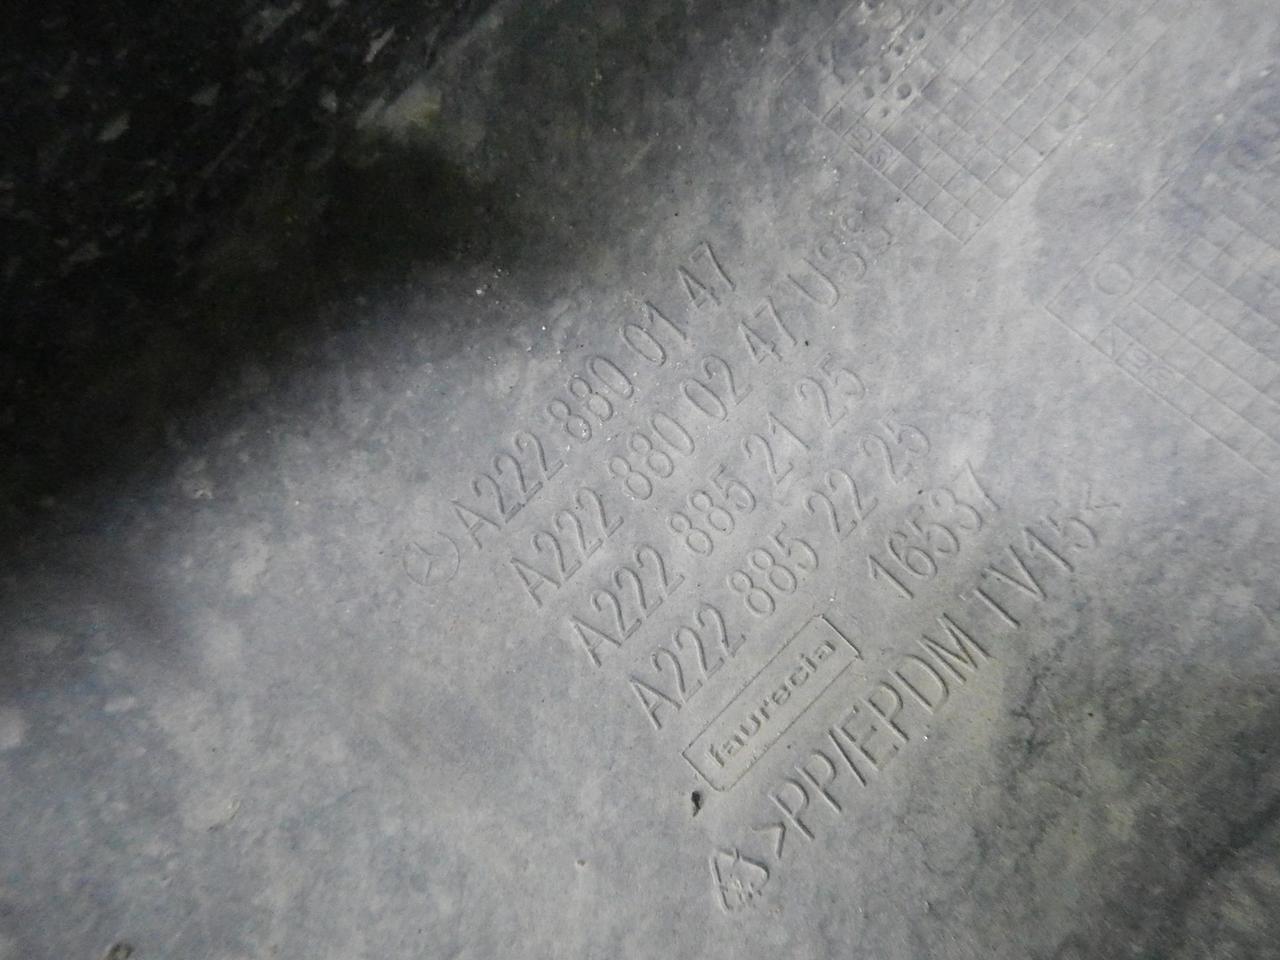 A222 880 01 47
A222 880 02 47 U3S
A222 885 21 25
A222 885 22 25
faurecia 16537
>PP/EPDM TV15<